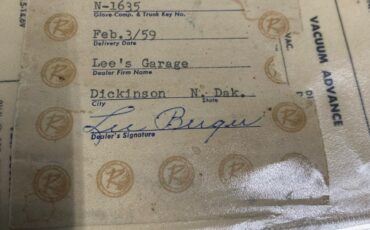 N-1635
Glove Comp. & Trunk Key No.
Feb.3/59
Delivery Date
Lee's Garage
Dealer Firm Name
Dickinson N. Dak.
City State
Lee Berger
Dealer's Signature
VAC.
VACUUM ADVANCE